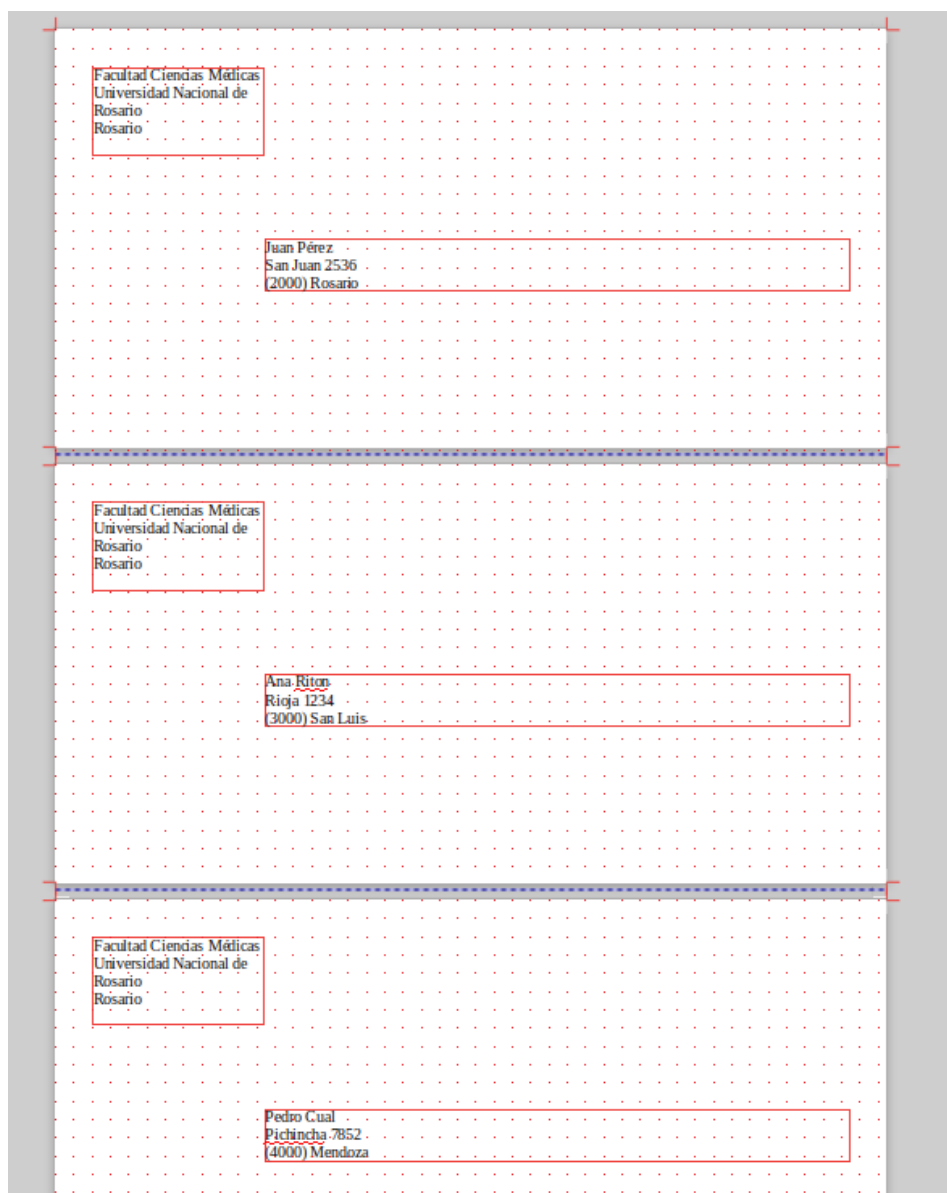 Facultad Ciencias Médicas
Universidad Nacional de
Rosario
Rosario
Juan Pérez
San Juan 2536
(2000) Rosario
Facultad Ciencias Médicas
Universidad Nacional de
Rosario
Rosario
Ana Riton
Rioja 1234
(3000) San Luis
Facultad Ciencias Médicas
Universidad Nacional de
Rosario
Rosario
Pedro Cual
Pichincha 7852
(4000) Mendoza